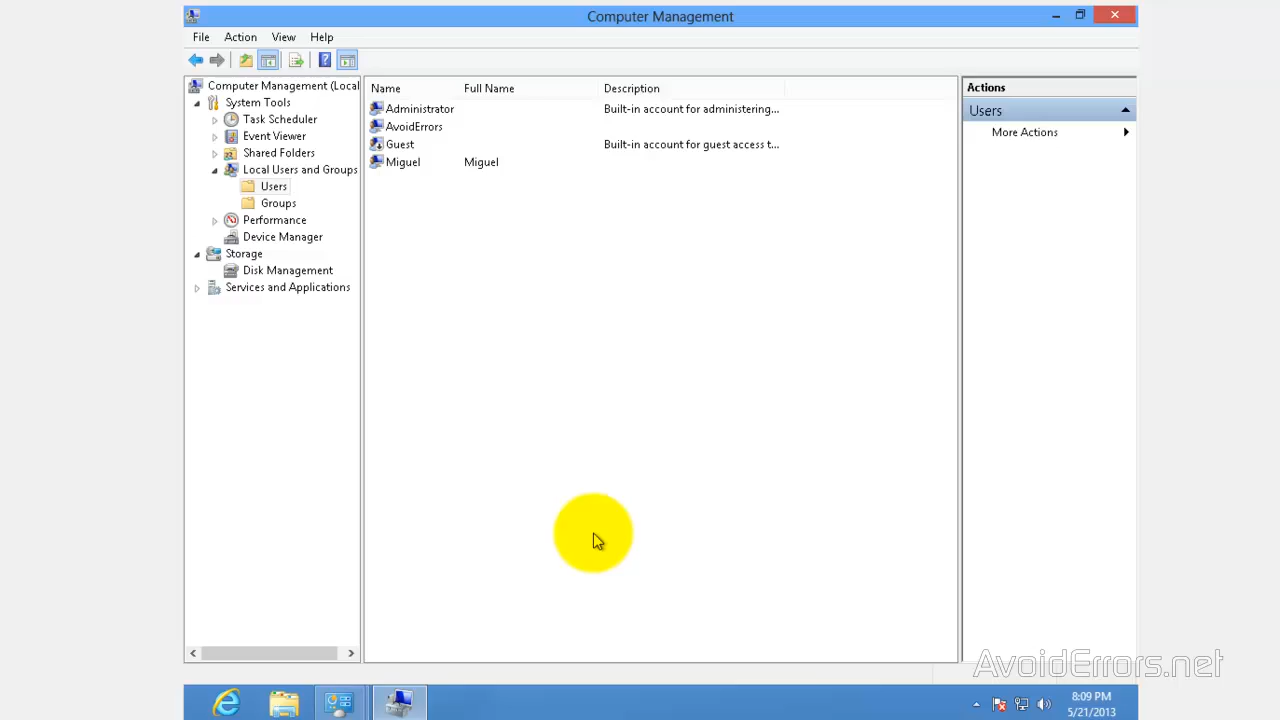 Computer Management
File Action View Help
Computer Management (Local
System Tools
Task Scheduler
Event Viewer
Shared Folders
Local Users and Groups
Users
Groups
Performance
Device Manager
Storage
Disk Management
Services and Applications
Name Full Name Description
Administrator Built-in account for administering...
AvoidErrors
Guest Built-in account for guest access t...
Miguel Miguel
Actions
Users
More Actions
AvoidErrors.net
8:09 PM
5/21/2013